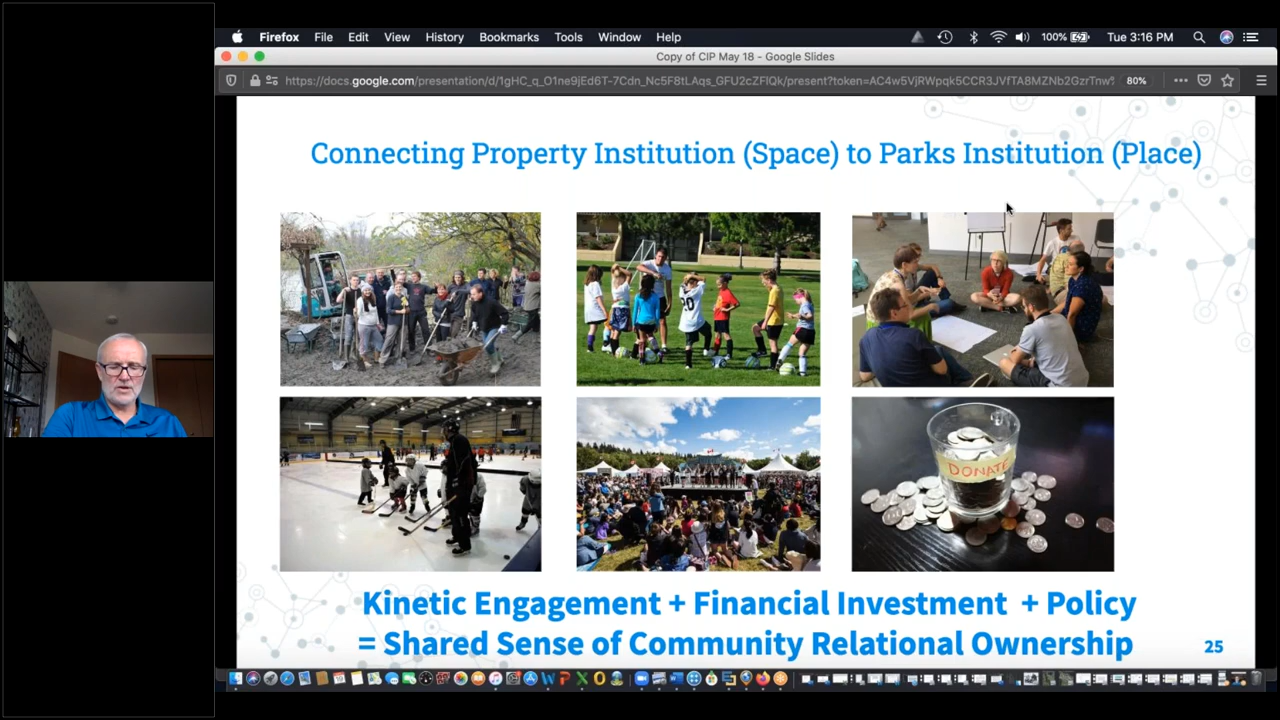 Firefox File Edit View History Bookmarks Tools Window Help 100% Tue 3:16 PM
Copy of CIP May 18 - Google Slides
80%
Connecting Property Institution (Space) to Parks Institution (Place)
20
DONATE
Kinetic Engagement + Financial Investment + Policy
= Shared Sense of Community Relational Ownership
25